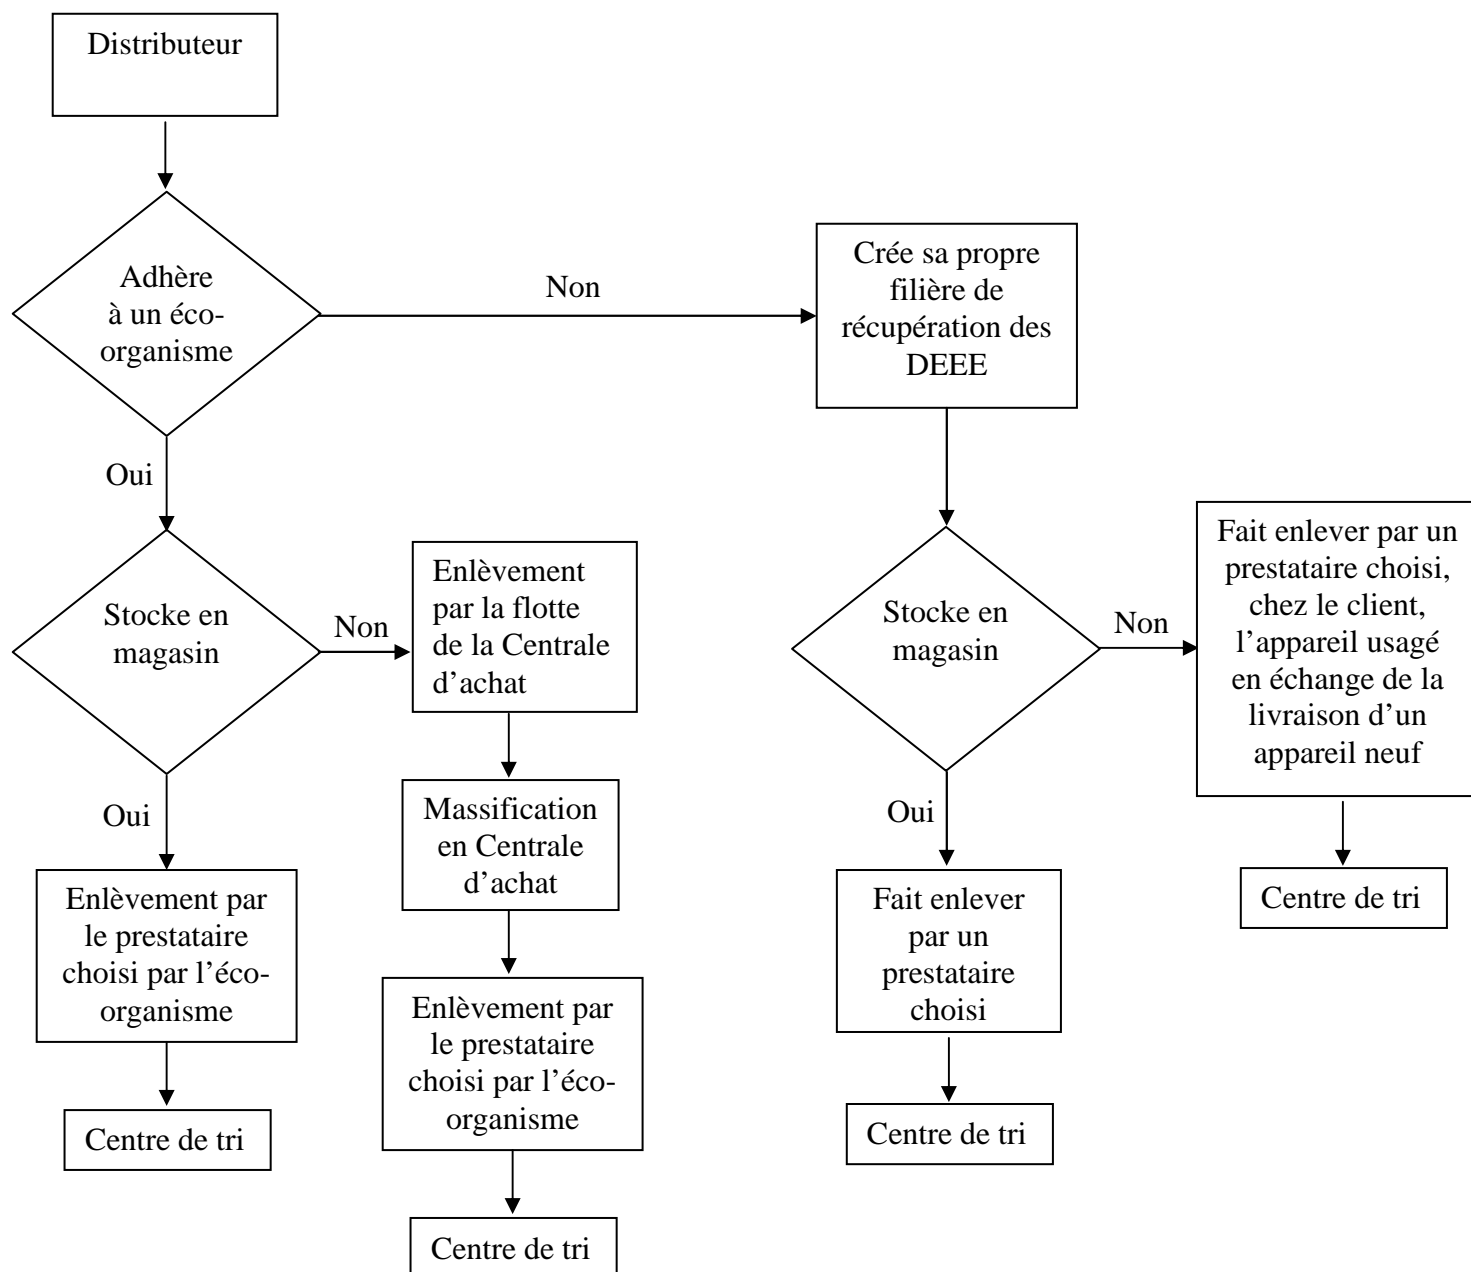 Distributeur
Adhère
à un éco-
organisme
Non
Crée sa propre
filière de
récupération des
DEEE
Oui
Stocke en
magasin
Non
Enlèvement
par la flotte
de la Centrale
d'achat
Stocke en
magasin
Non
Fait enlever par un
prestataire choisi,
chez le client,
l’appareil usagé
en échange de la
livraison d’un
appareil neuf
Oui
Massification
en Centrale
d'achat
Oui
Enlèvement par
le prestataire
choisi par l’éco-
organisme
Fait enlever
par un
prestataire
choisi
Centre de tri
Enlèvement par
le prestataire
choisi par l’éco-
organisme
Centre de tri
Centre de tri
Centre de tri